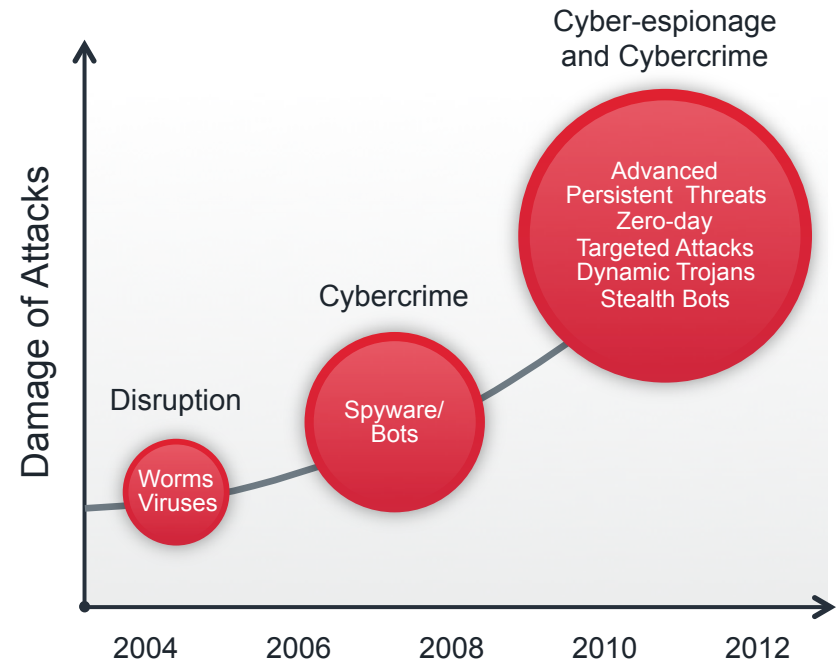 Cyber-espionage
and Cybercrime
Advanced
Persistent Threats
Zero-day
Targeted Attacks
Dynamic Trojans
Stealth Bots
Cybercrime
Spyware/
Bots
Disruption
Worms
Viruses
Damage of Attacks
2004 2006 2008 2010 2012